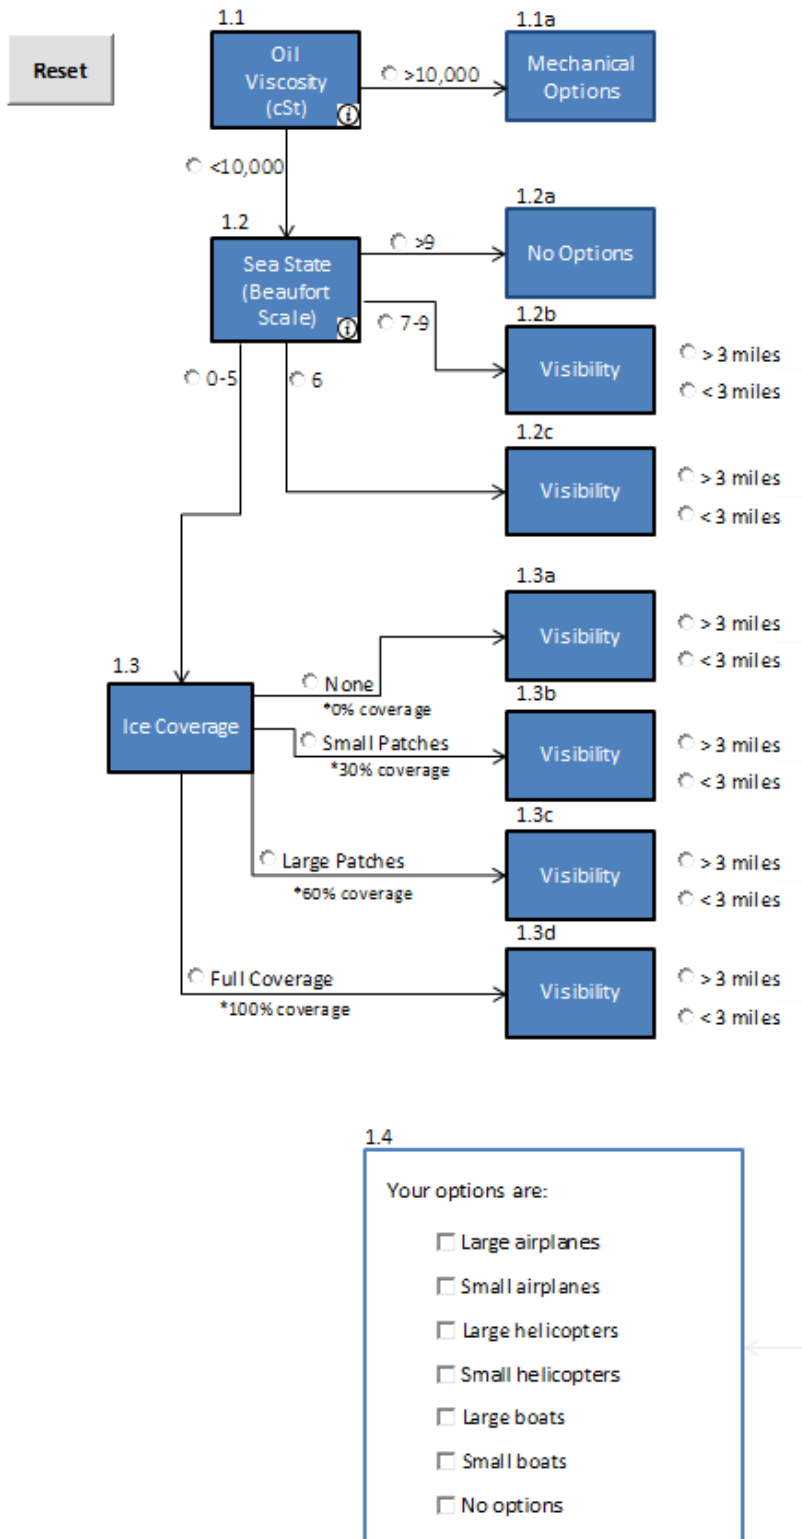 1.1
1.1a
Reset
Oil
Viscosity
(cSt)
i
>10,000
Mechanical
Options
<10,000
1.2
1.2a
Sea State
(Beaufort
Scale)
i
>9
No Options
7-9
1.2b
Visibility
> 3 miles
< 3 miles
0-5
6
1.2c
Visibility
> 3 miles
< 3 miles
1.3a
Visibility
> 3 miles
< 3 miles
1.3
Ice Coverage
None
*0% coverage
1.3b
Small Patches
*30% coverage
Visibility
> 3 miles
< 3 miles
1.3c
Large Patches
*60% coverage
Visibility
> 3 miles
< 3 miles
1.3d
Full Coverage
*100% coverage
Visibility
> 3 miles
< 3 miles
1.4
Your options are:
Large airplanes
Small airplanes
Large helicopters
Small helicopters
Large boats
Small boats
No options